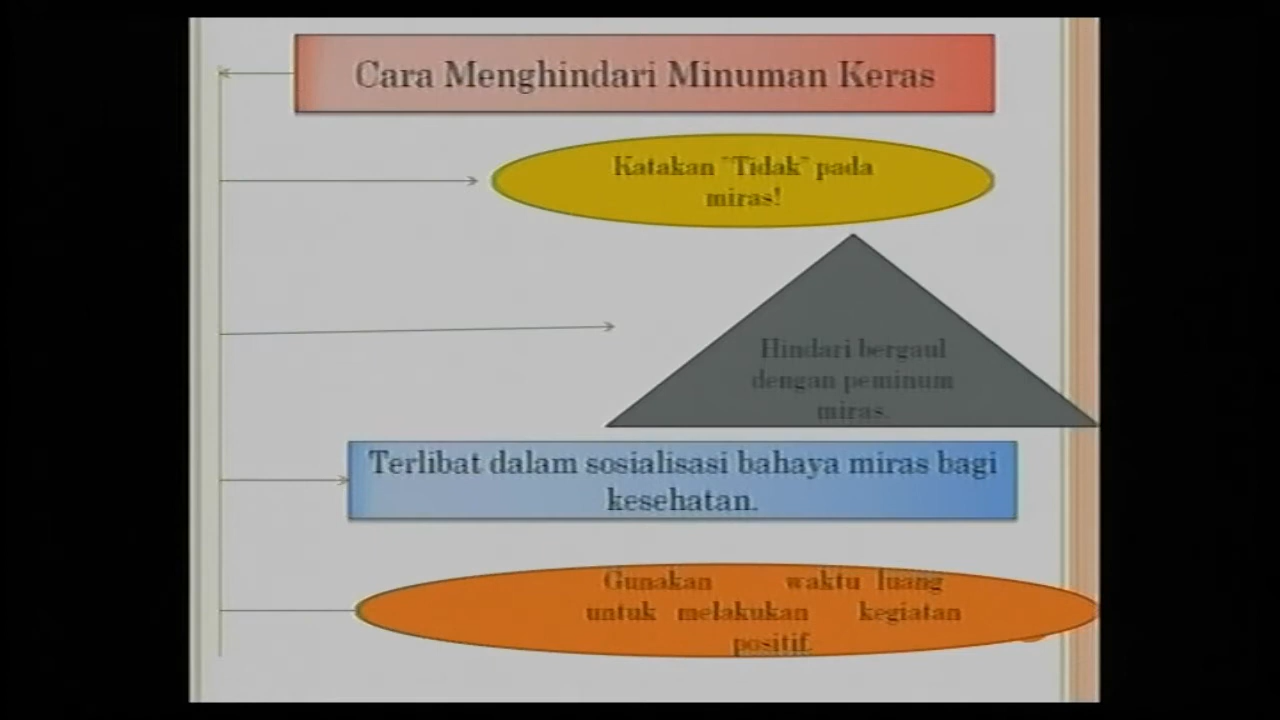 Cara Menghindari Minuman Keras
Katakan "Tidak" pada
miras!
Hindari bergaul
dengan peminum
miras.
Terlibat dalam sosialisasi bahaya miras bagi
kesehatan.
Gunakan waktu luang
untuk melakukan kegiatan
positif.